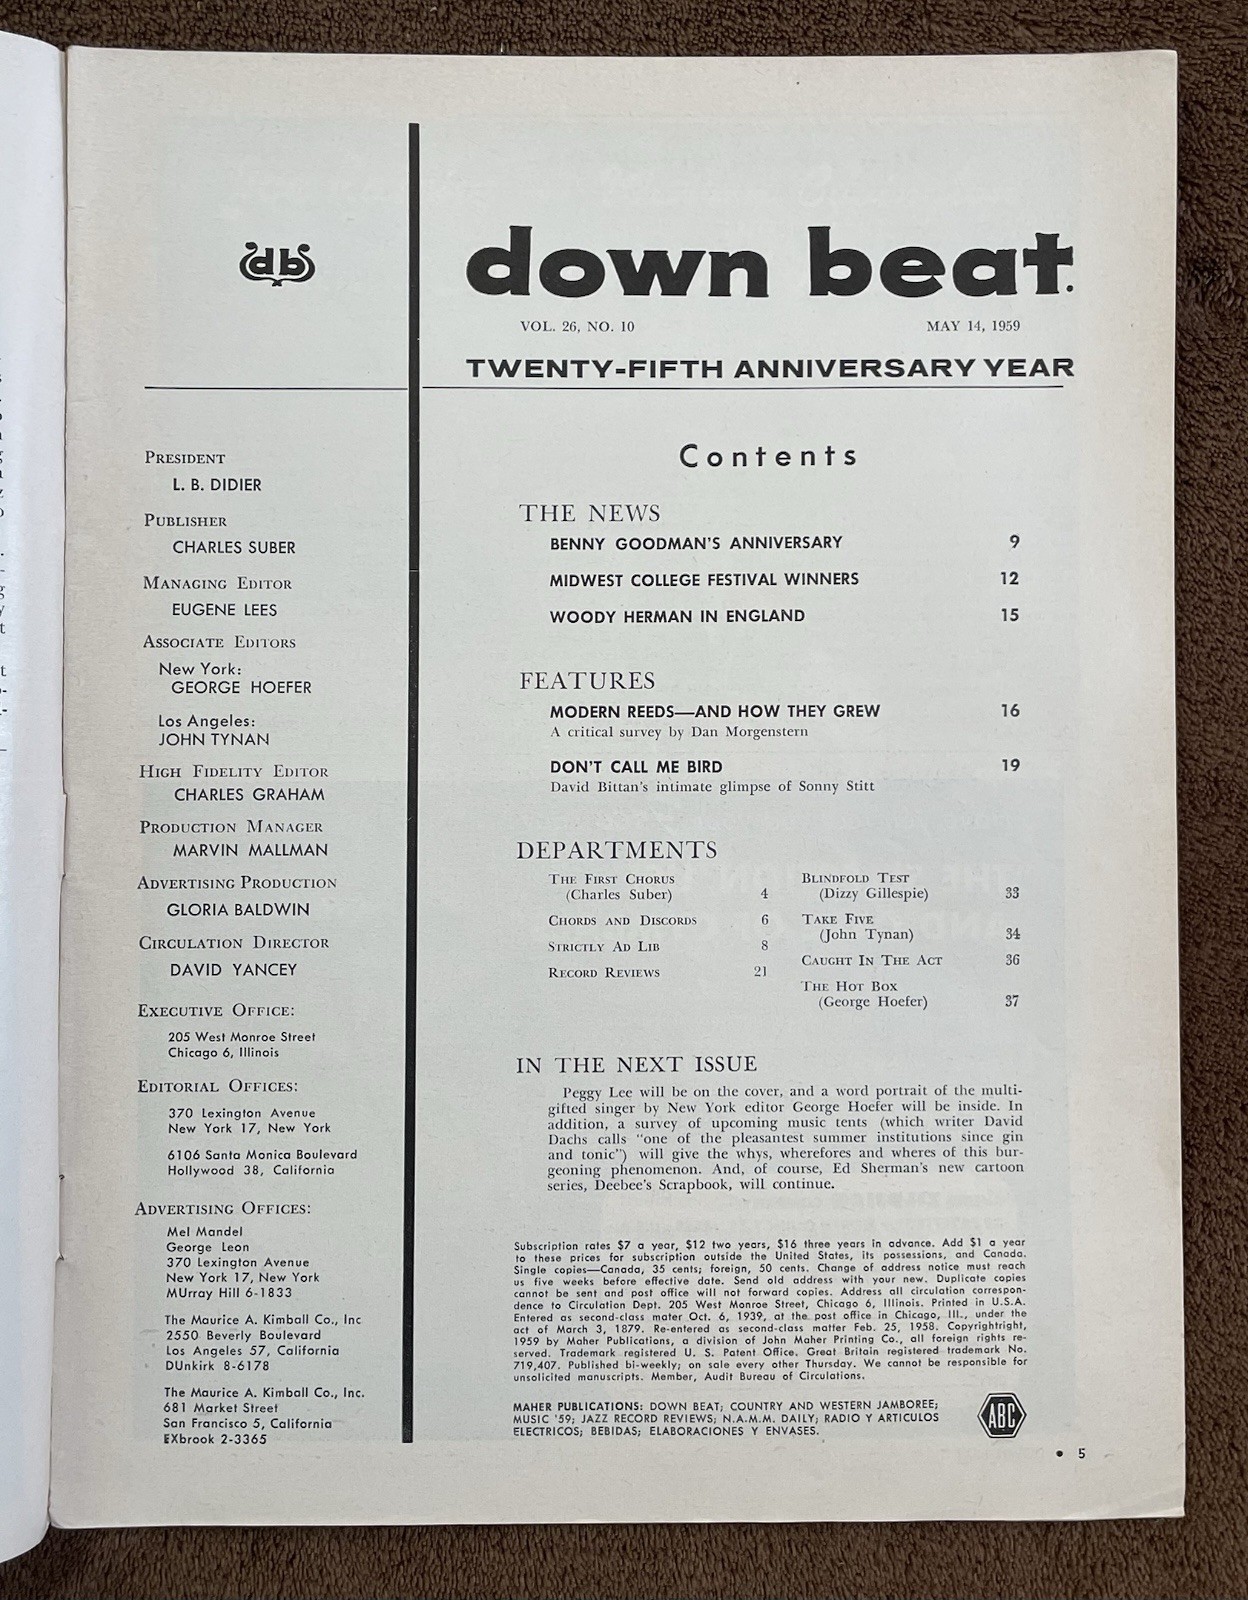 db
down beat.
VOL. 26, NO. 10 MAY 14, 1959
TWENTY-FIFTH ANNIVERSARY YEAR
PRESIDENT
L. B. DIDIER
PUBLISHER
CHARLES SUBER
MANAGING EDITOR
EUGENE LEES
ASSOCIATE EDITORS
New York:
GEORGE HOEFER
Los Angeles:
JOHN TYNAN
HIGH FIDELITY EDITOR
CHARLES GRAHAM
PRODUCTION MANAGER
MARVIN MALLMAN
ADVERTISING PRODUCTION
GLORIA BALDWIN
CIRCULATION DIRECTOR
DAVID YANCEY
EXECUTIVE OFFICE:
205 West Monroe Street
Chicago 6, Illinois
EDITORIAL OFFICES:
370 Lexington Avenue
New York 17, New York
6106 Santa Monica Boulevard
Hollywood 38, California
ADVERTISING OFFICES:
Mel Mandel
George Leon
370 Lexington Avenue
New York 17, New York
MUrray Hill 6-1833
The Maurice A. Kimball Co., Inc
2550 Beverly Boulevard
Los Angeles 57, California
DUnkirk 8-6178
The Maurice A. Kimball Co., Inc.
681 Market Street
San Francisco 5, California
EXbrook 2-3365
Contents
THE NEWS
BENNY GOODMAN'S ANNIVERSARY 9
MIDWEST COLLEGE FESTIVAL WINNERS 12
WOODY HERMAN IN ENGLAND 15
FEATURES
MODERN REEDS—AND HOW THEY GREW 16
A critical survey by Dan Morgenstern
DON'T CALL ME BIRD 19
David Bittan's intimate glimpse of Sonny Stitt
DEPARTMENTS
THE FIRST CHORUS
(Charles Suber) 4
CHORDS AND DISCORDS 6
STRICTLY AD LIB 8
RECORD REVIEWS 21
BLINDFOLD TEST
(Dizzy Gillespie) 33
TAKE FIVE
(John Tynan) 34
CAUGHT IN THE ACT 36
THE HOT BOX
(George Hoefer) 37
IN THE NEXT ISSUE
Peggy Lee will be on the cover, and a word portrait of the multi-
gifted singer by New York editor George Hoefer will be inside. In
addition, a survey of upcoming music tents (which writer David
Dachs calls "one of the pleasantest summer institutions since gin
and tonic") will give the whys, wherefores and wheres of this bur-
geoning phenomenon. And, of course, Ed Sherman's new cartoon
series, Deebee's Scrapbook, will continue.
Subscription rates $7 a year, $12 two years, $16 three years in advance. Add $1 a year
to these prices for subscription outside the United States, its possessions, and Canada.
Single copies—Canada, 35 cents; foreign, 50 cents. Change of address notice must reach
us five weeks before effective date. Send old address with your new. Duplicate copies
cannot be sent and post office will not forward copies. Address all circulation correspon-
dence to Circulation Dept. 205 West Monroe Street, Chicago 6, Illinois. Printed in U.S.A.
Entered as second-class mater Oct. 6, 1939, at the post office in Chicago, Ill., under the
act of March 3, 1879. Re-entered as second-class matter Feb. 25, 1958. Copyrightright,
1959 by Maher Publications, a division of John Maher Printing Co., all foreign rights re-
served. Trademark registered U. S. Patent Office. Great Britain registered trademark No.
719,407. Published bi-weekly; on sale every other Thursday. We cannot be responsible for
unsolicited manuscripts. Member, Audit Bureau of Circulations.
MAHER PUBLICATIONS: DOWN BEAT; COUNTRY AND WESTERN JAMBOREE;
MUSIC '59; JAZZ RECORD REVIEWS; N.A.M.M. DAILY; RADIO Y ARTICULOS
ELECTRICOS; BEBIDAS; ELABORACIONES Y ENVASES.
ABC
• 5